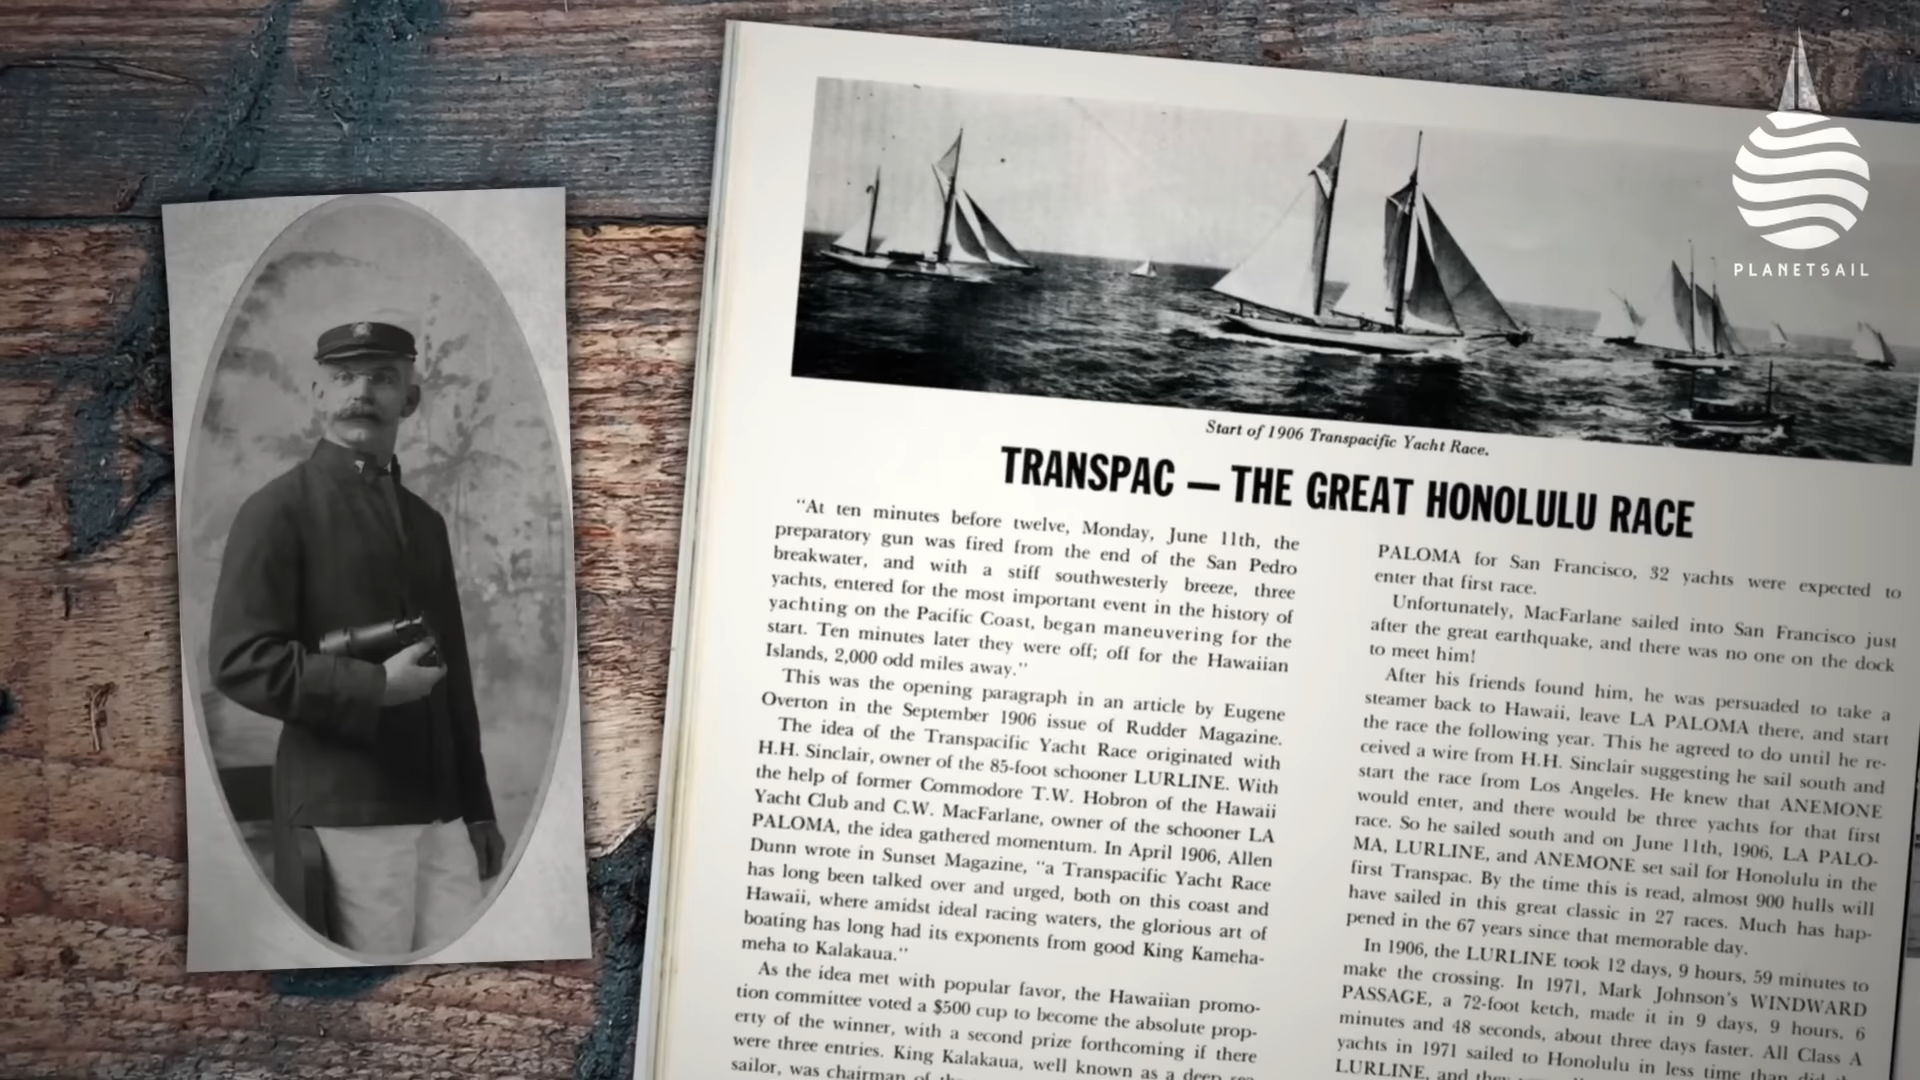 PLANETSAIL
Start of 1906 Transpacific Yacht Race.
TRANSPAC — THE GREAT HONOLULU RACE
“At ten minutes before twelve, Monday, June 11th, the
preparatory gun was fired from the end of the San Pedro
breakwater, and with a stiff southwesterly breeze, three
yachts, entered for the most important event in the history of
yachting on the Pacific Coast, began maneuvering for the
start. Ten minutes later they were off; off for the Hawaiian
Islands, 2,000 odd miles away.”
This was the opening paragraph in an article by Eugene
Overton in the September 1906 issue of Rudder Magazine.
The idea of the Transpacific Yacht Race originated with
H.H. Sinclair, owner of the 85-foot schooner LURLINE. With
the help of former Commodore T.W. Hobron of the Hawaii
Yacht Club and C.W. MacFarlane, owner of the schooner LA
PALOMA, the idea gathered momentum. In April 1906, Allen
Dunn wrote in Sunset Magazine, “a Transpacific Yacht Race
has long been talked over and urged, both on this coast and
Hawaii, where amidst ideal racing waters, the glorious art of
boating has long had its exponents from good King Kameha-
meha to Kalakaua.”
As the idea met with popular favor, the Hawaiian promo-
tion committee voted a $500 cup to become the absolute prop-
erty of the winner, with a second prize forthcoming if there
were three entries. King Kalakaua, well known as a deep sea
sailor, was chairman of the
PALOMA for San Francisco, 32 yachts were expected to
enter that first race.
Unfortunately, MacFarlane sailed into San Francisco just
after the great earthquake, and there was no one on the dock
to meet him!
After his friends found him, he was persuaded to take a
steamer back to Hawaii, leave LA PALOMA there, and start
the race the following year. This he agreed to do until he re-
ceived a wire from H.H. Sinclair suggesting he sail south and
start the race from Los Angeles. He knew that ANEMONE
would enter, and there would be three yachts for that first
race. So he sailed south and on June 11th, 1906, LA PALO-
MA, LURLINE, and ANEMONE set sail for Honolulu in the
first Transpac. By the time this is read, almost 900 hulls will
have sailed in this great classic in 27 races. Much has hap-
pened in the 67 years since that memorable day.
In 1906, the LURLINE took 12 days, 9 hours, 59 minutes to
make the crossing. In 1971, Mark Johnson's WINDWARD
PASSAGE, a 72-foot ketch, made it in 9 days, 9 hours, 6
minutes and 48 seconds, about three days faster. All Class A
yachts in 1971 sailed to Honolulu in less time than did the
LURLINE, and they